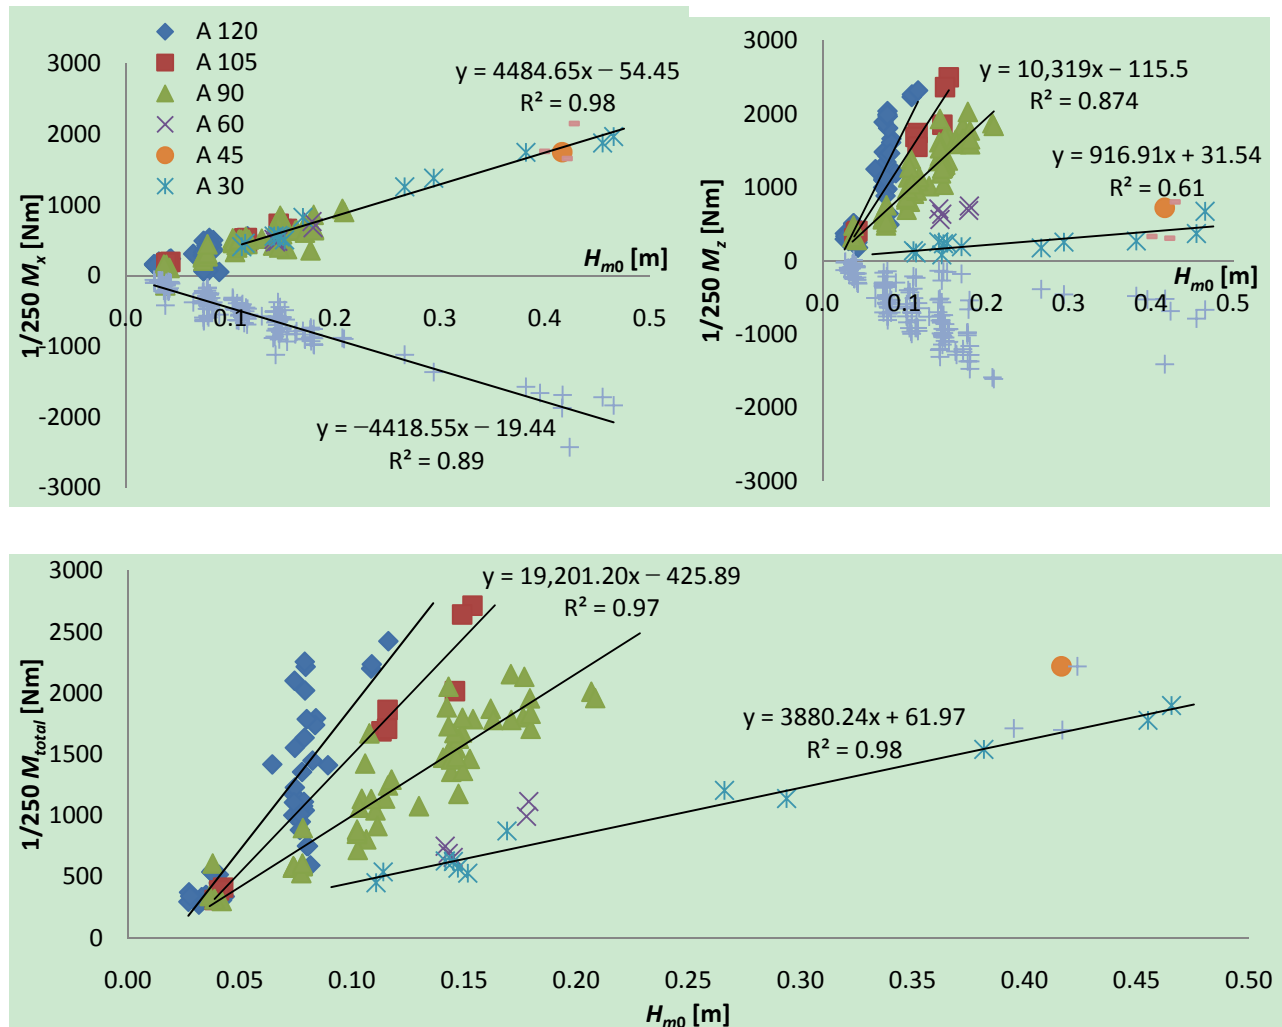 A 120
A 105
A 90
A 60
A 45
A 30
3000
2000
1000
0
-1000
-2000
-3000
1/250 Mx [Nm]
y = 4484.65x − 54.45
R² = 0.98
Hm0 [m]
0.0 0.1 0.2 0.3 0.4 0.5
y = −4418.55x − 19.44
R² = 0.89
3000
2000
1000
0
-1000
-2000
-3000
1/250 Mz [Nm]
y = 10,319x − 115.5
R² = 0.874
y = 916.91x + 31.54
R² = 0.61
Hm0 [m]
0.0 0.1 0.2 0.3 0.4 0.5
3000
2500
2000
1500
1000
500
0
1/250 Mtotal [Nm]
y = 19,201.20x − 425.89
R² = 0.97
y = 3880.24x + 61.97
R² = 0.98
0.00 0.05 0.10 0.15 0.20 0.25 0.30 0.35 0.40 0.45 0.50
Hm0 [m]